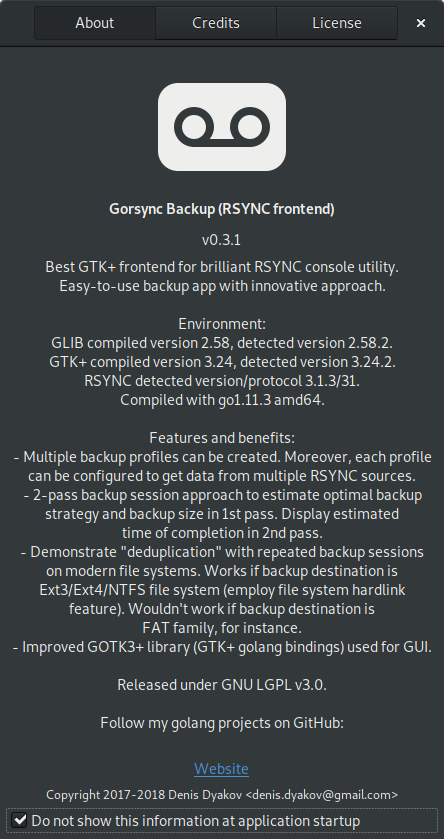 About Credits License ×
Gorsync Backup (RSYNC frontend)
v0.3.1
Best GTK+ frontend for brilliant RSYNC console utility.
Easy-to-use backup app with innovative approach.
Environment:
GLIB compiled version 2.58, detected version 2.58.2.
GTK+ compiled version 3.24, detected version 3.24.2.
RSYNC detected version/protocol 3.1.3/31.
Compiled with go1.11.3 amd64.
Features and benefits:
- Multiple backup profiles can be created. Moreover, each profile
can be configured to get data from multiple RSYNC sources.
- 2-pass backup session approach to estimate optimal backup
strategy and backup size in 1st pass. Display estimated
time of completion in 2nd pass.
- Demonstrate "deduplication" with repeated backup sessions
on modern file systems. Works if backup destination is
Ext3/Ext4/NTFS file system (employ file system hardlink
feature). Wouldn't work if backup destination is
FAT family, for instance.
- Improved GOTK3+ library (GTK+ golang bindings) used for GUI.
Released under GNU LGPL v3.0.
Follow my golang projects on GitHub:
Website
Copyright 2017-2018 Denis Dyakov <denis.dyakov@gmail.com>
Do not show this information at application startup